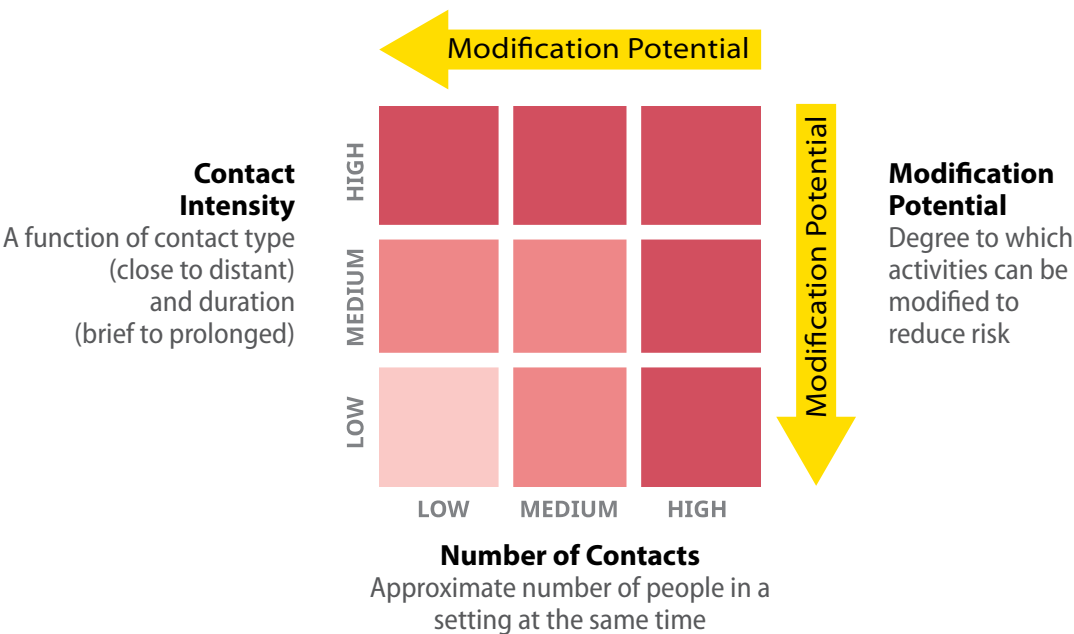 Modification Potential
Contact
Intensity
A function of contact type
(close to distant)
and duration
(brief to prolonged)
HIGH
MEDIUM
LOW
Modification Potential
Modification
Potential
Degree to which
activities can be
modified to
reduce risk
LOW
MEDIUM
HIGH
Number of Contacts
Approximate number of people in a
setting at the same time